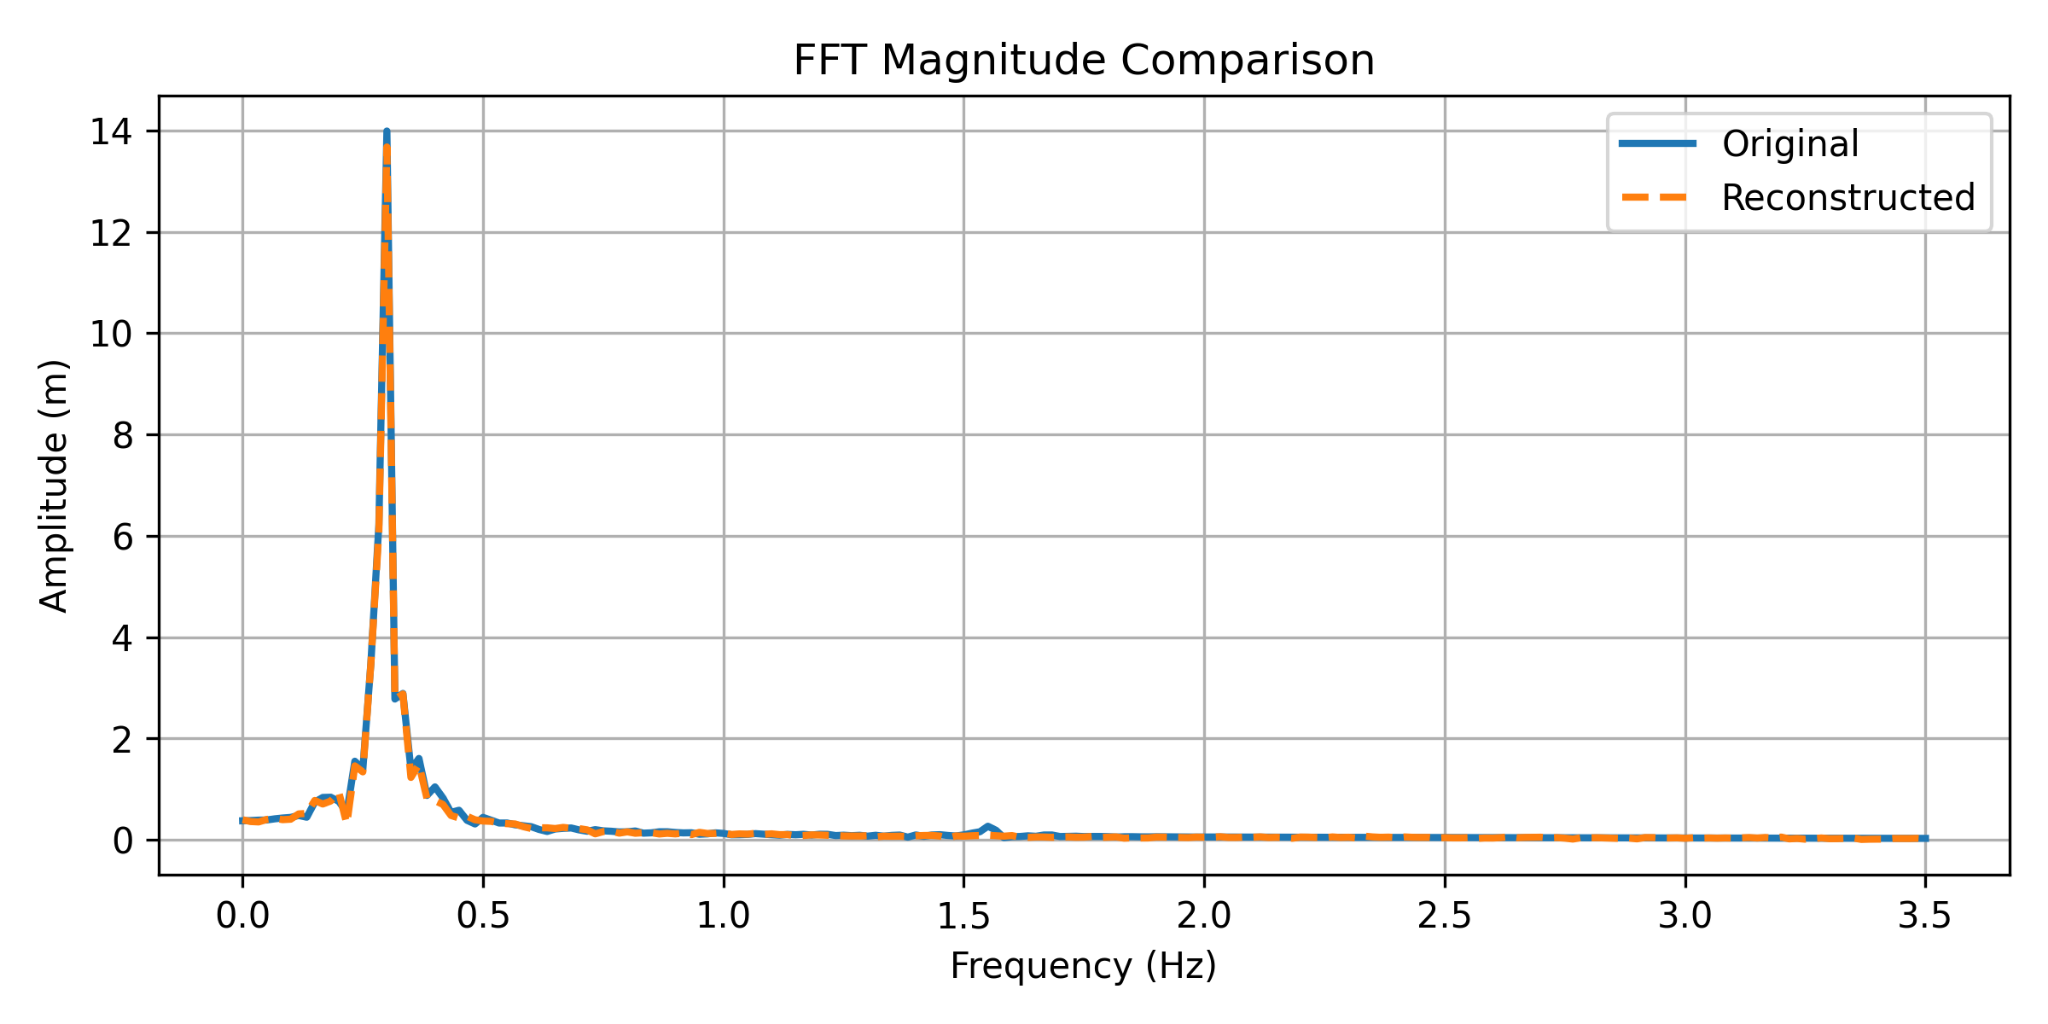 FFT Magnitude Comparison
Original
Reconstructed
Amplitude (m)
14
12
10
8
6
4
2
0
0.0 0.5 1.0 1.5 2.0 2.5 3.0 3.5
Frequency (Hz)